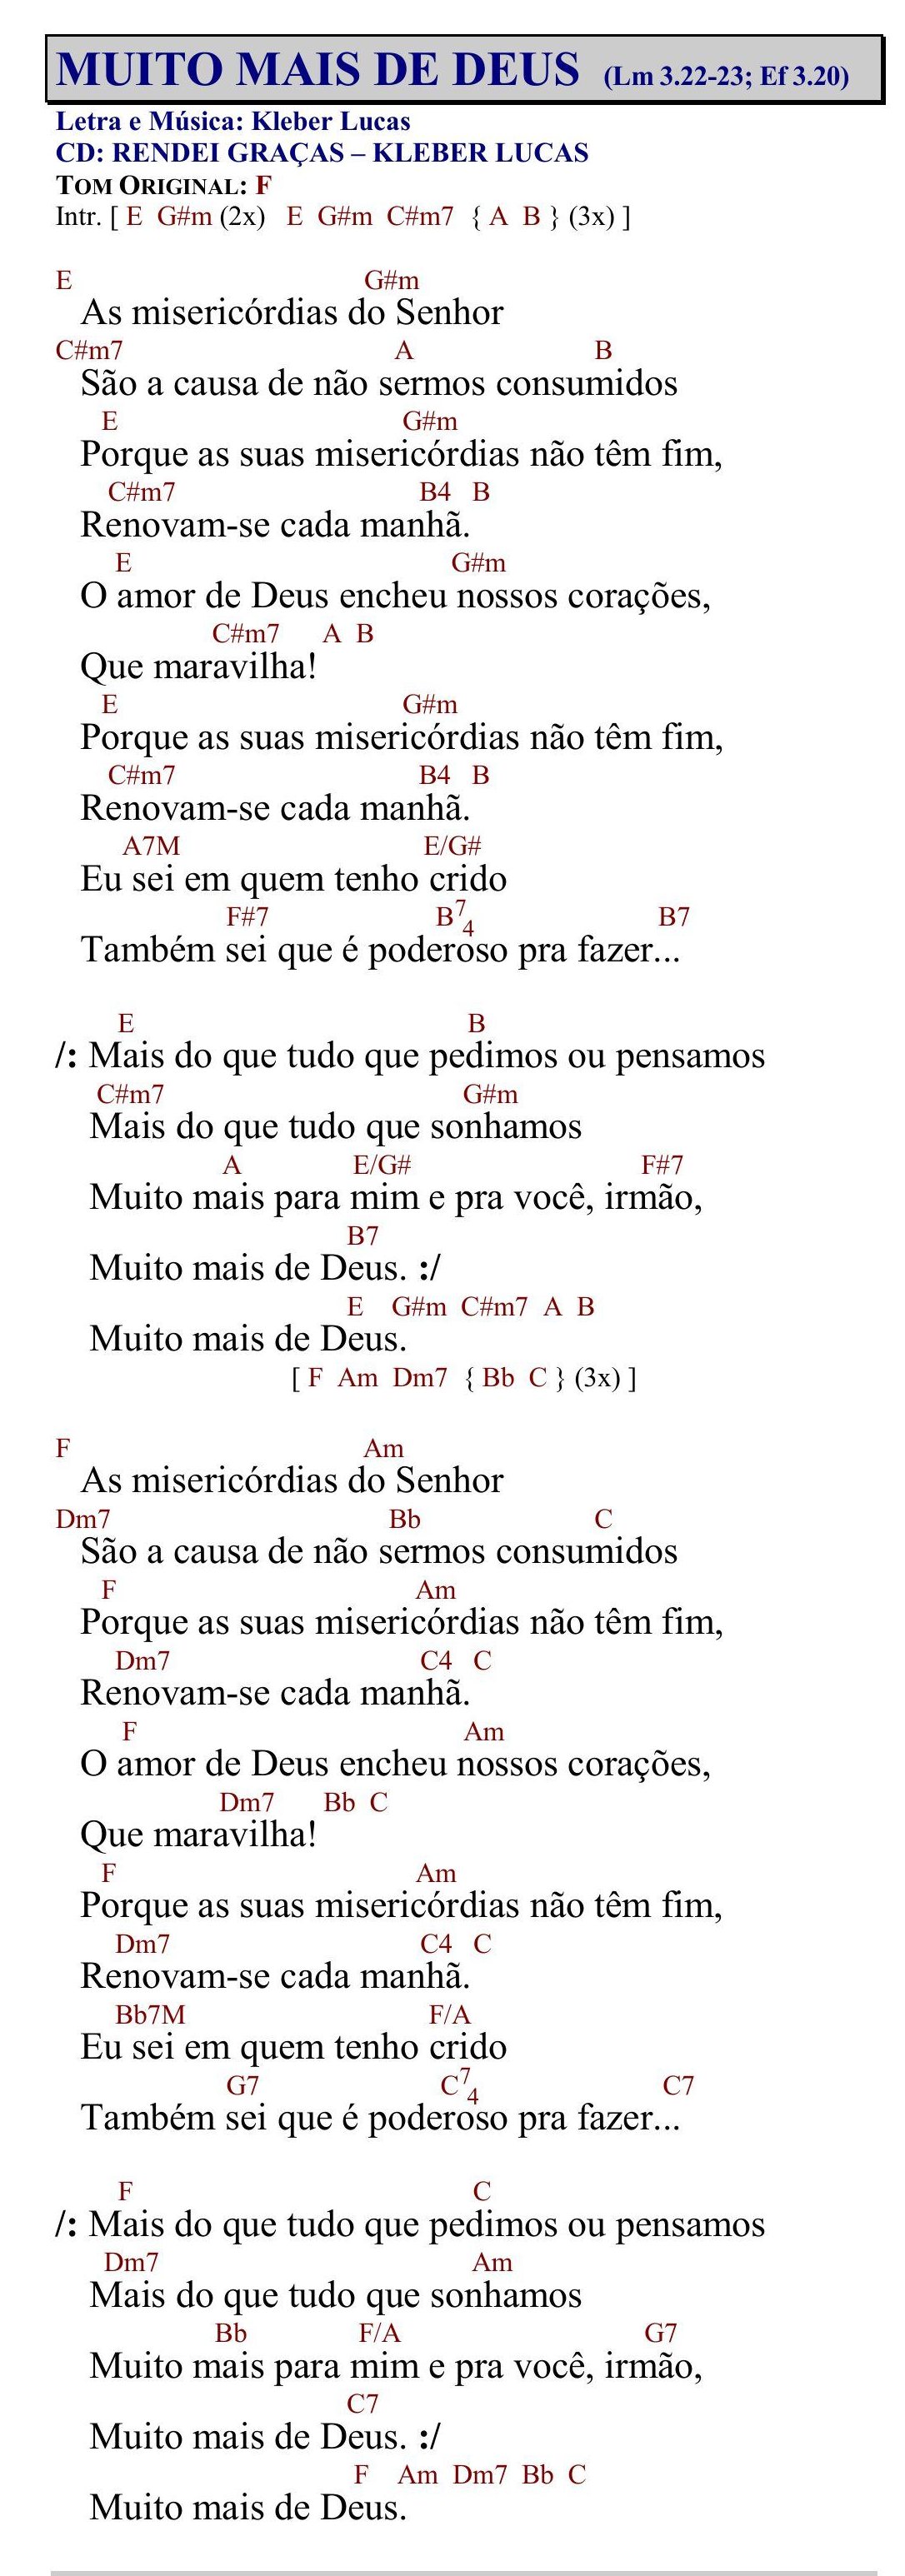 MUITO MAIS DE DEUS (Lm 3.22-23; Ef 3.20)
Letra e Música: Kleber Lucas
CD: RENDEI GRAÇAS – KLEBER LUCAS
TOM ORIGINAL: F
Intr. [ E G#m (2x) E G#m C#m7 { A B } (3x) ]
E G#m
As misericórdias do Senhor
C#m7 A B
São a causa de não sermos consumidos
E G#m
Porque as suas misericórdias não têm fim,
C#m7 B4 B
Renovam-se cada manhã.
E G#m
O amor de Deus encheu nossos corações,
C#m7 A B
Que maravilha!
E G#m
Porque as suas misericórdias não têm fim,
C#m7 B4 B
Renovam-se cada manhã.
A7M E/G#
Eu sei em quem tenho crido
F#7 B⁷₄ B7
Também sei que é poderoso pra fazer...
E B
/: Mais do que tudo que pedimos ou pensamos
C#m7 G#m
Mais do que tudo que sonhamos
A E/G# F#7
Muito mais para mim e pra você, irmão,
B7
Muito mais de Deus. :/
E G#m C#m7 A B
Muito mais de Deus.
[ F Am Dm7 { Bb C } (3x) ]
F Am
As misericórdias do Senhor
Dm7 Bb C
São a causa de não sermos consumidos
F Am
Porque as suas misericórdias não têm fim,
Dm7 C4 C
Renovam-se cada manhã.
F Am
O amor de Deus encheu nossos corações,
Dm7 Bb C
Que maravilha!
F Am
Porque as suas misericórdias não têm fim,
Dm7 C4 C
Renovam-se cada manhã.
Bb7M F/A
Eu sei em quem tenho crido
G7 C⁷₄ C7
Também sei que é poderoso pra fazer...
F C
/: Mais do que tudo que pedimos ou pensamos
Dm7 Am
Mais do que tudo que sonhamos
Bb F/A G7
Muito mais para mim e pra você, irmão,
C7
Muito mais de Deus. :/
F Am Dm7 Bb C
Muito mais de Deus.